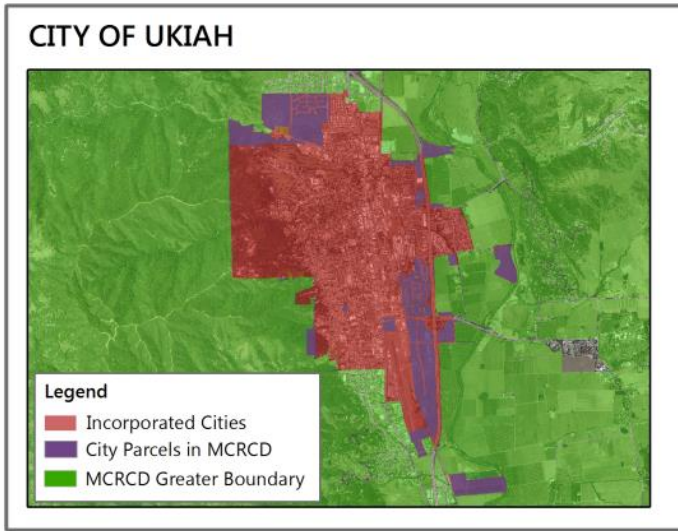 CITY OF UKIAH
Legend
Incorporated Cities
City Parcels in MCRCD
MCRCD Greater Boundary